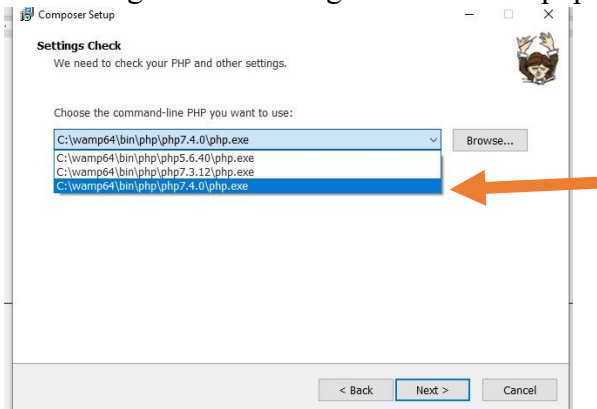 Composer Setup
Settings Check
We need to check your PHP and other settings.
Choose the command-line PHP you want to use:
C:\wamp64\bin\php\php7.4.0\php.exe
Browse...
C:\wamp64\bin\php\php5.6.40\php.exe
C:\wamp64\bin\php\php7.3.12\php.exe
C:\wamp64\bin\php\php7.4.0\php.exe
< Back Next > Cancel